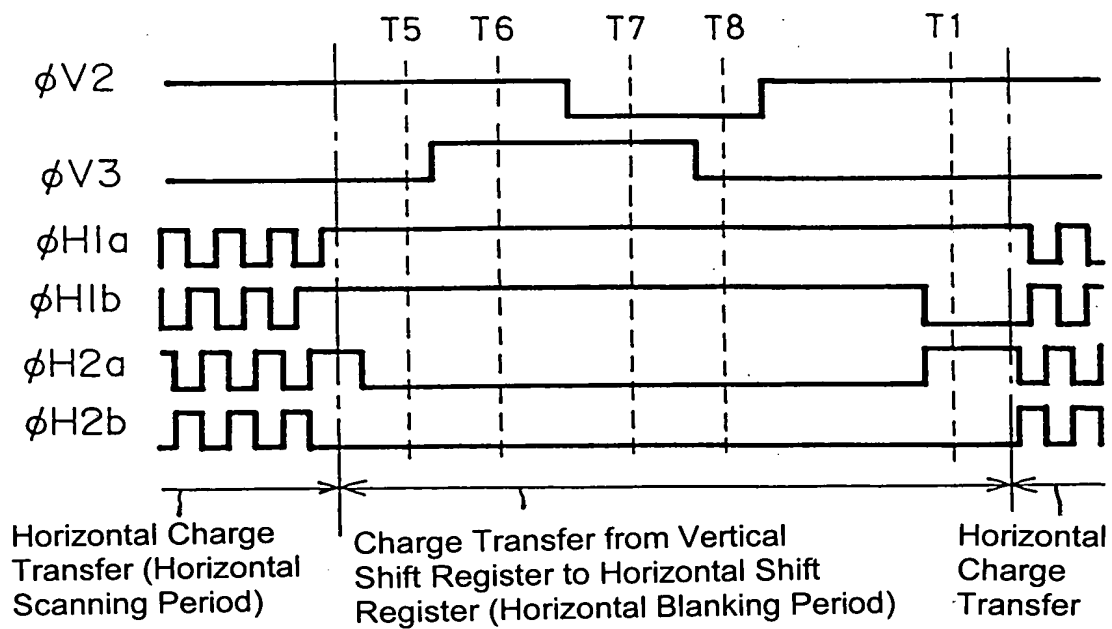 T5 T6 T7 T8 T1
ϕV2
ϕV3
ϕH1a
ϕH1b
ϕH2a
ϕH2b
Horizontal Charge
Transfer (Horizontal
Scanning Period)
Charge Transfer from Vertical
Shift Register to Horizontal Shift
Register (Horizontal Blanking Period)
Horizontal
Charge
Transfer